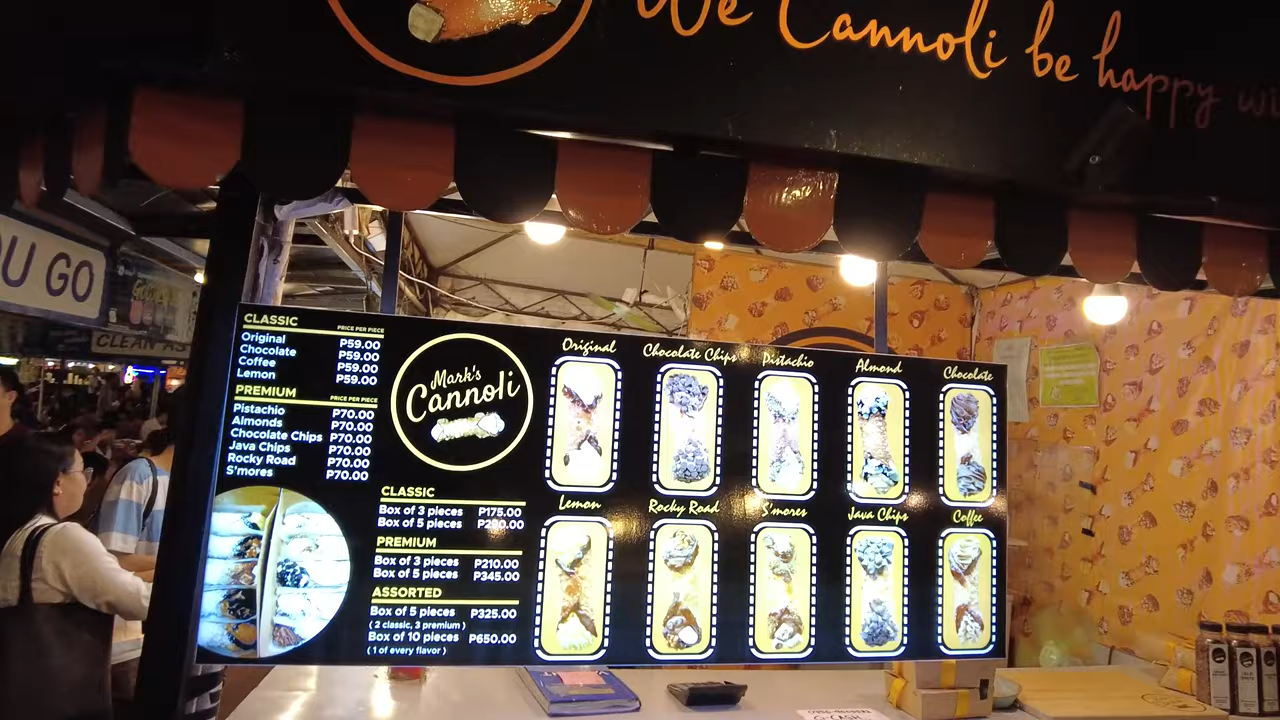 We Cannoli be happy wi
U GO
CLEAN AS
CLASSIC
PRICE PER PIECE
Original P59.00
Chocolate P59.00
Coffee P59.00
Lemon P59.00
PREMIUM
PRICE PER PIECE
Pistachio P70.00
Almonds P70.00
Chocolate Chips P70.00
Java Chips P70.00
Rocky Road P70.00
S'mores P70.00
Mark's
Cannoli
CLASSIC
Box of 3 pieces P175.00
Box of 5 pieces P290.00
PREMIUM
Box of 3 pieces P210.00
Box of 5 pieces P345.00
ASSORTED
Box of 5 pieces P325.00
( 2 classic, 3 premium )
Box of 10 pieces P650.00
( 1 of every flavor )
Original Chocolate Chips Pistachio Almond Chocolate
Lemon Rocky Road S'mores Java Chips Coffee
G-CASH